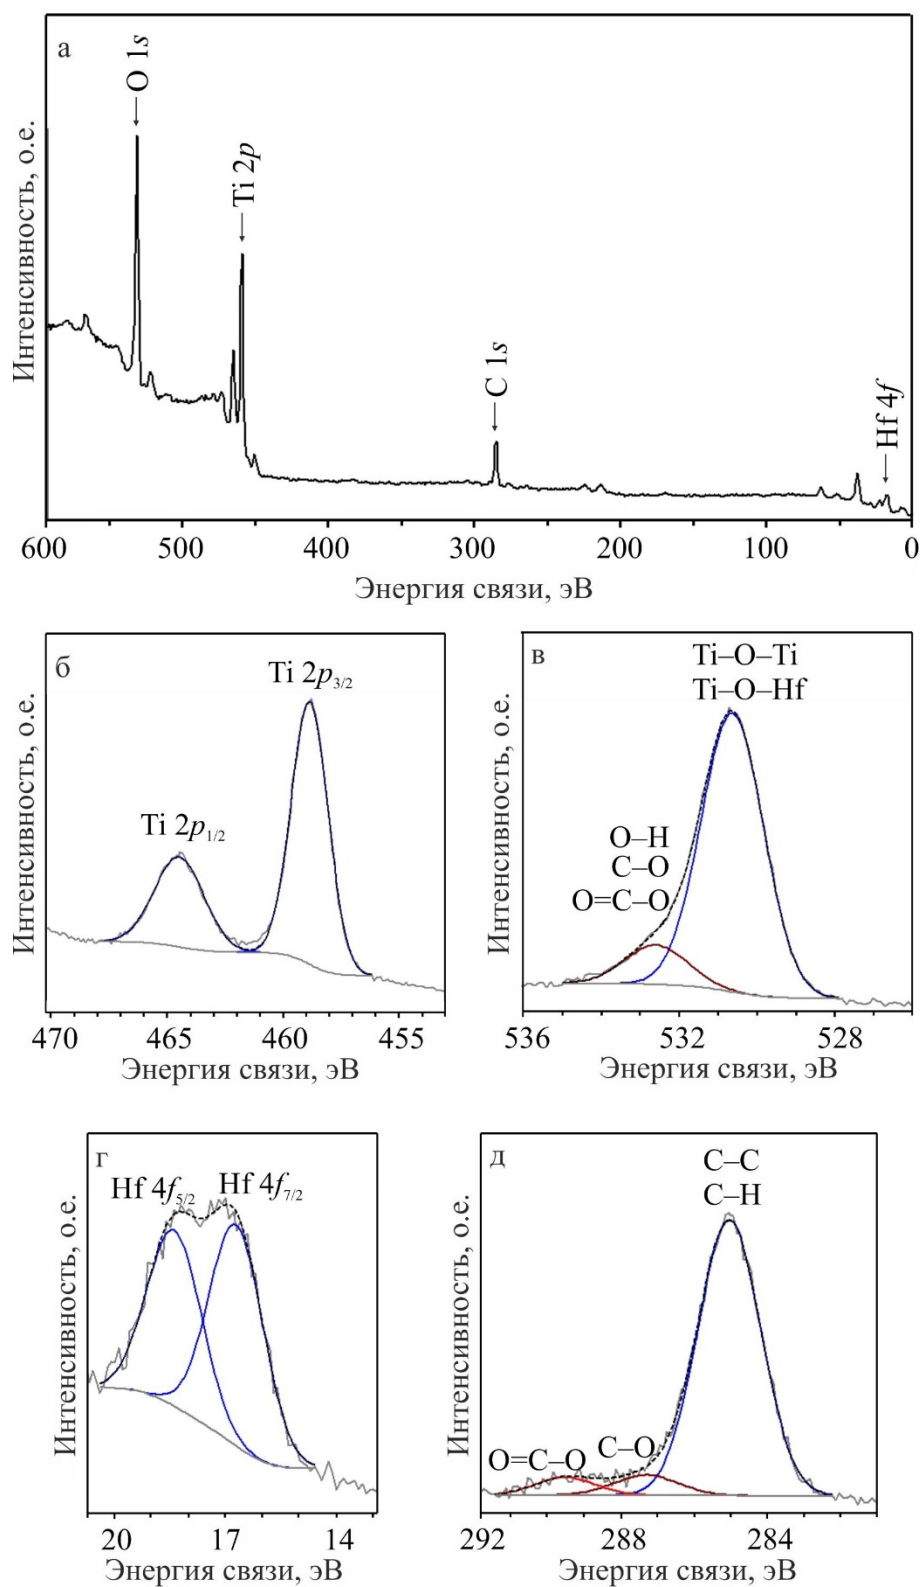 а
O 1s
Ti 2p
C 1s
Hf 4f
Интенсивность, о.е.
600 500 400 300 200 100 0
Энергия связи, эВ
б
Ti 2p3/2
Ti 2p1/2
Интенсивность, о.е.
470 465 460 455
Энергия связи, эВ
в
Ti–O–Ti
Ti–O–Hf
O–H
C–O
O=C–O
Интенсивность, о.е.
536 532 528
Энергия связи, эВ
г
Hf 4f5/2
Hf 4f7/2
Интенсивность, о.е.
20 17 14
Энергия связи, эВ
д
C–C
C–H
O=C–O
C–O
Интенсивность, о.е.
292 288 284
Энергия связи, эВ